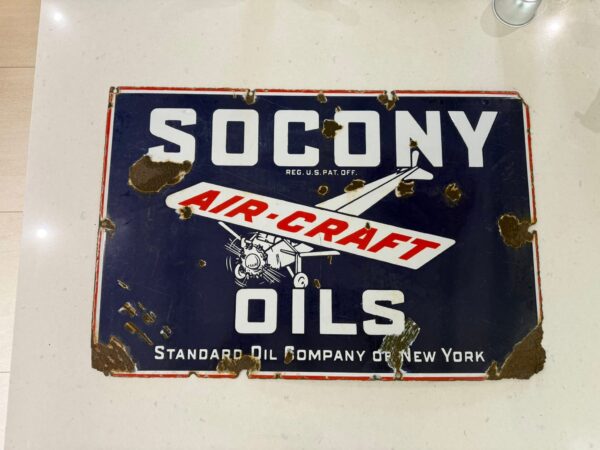 SOCONY
REG. U.S. PAT. OFF.
AIR-CRAFT
OILS
STANDARD OIL COMPANY OF NEW YORK